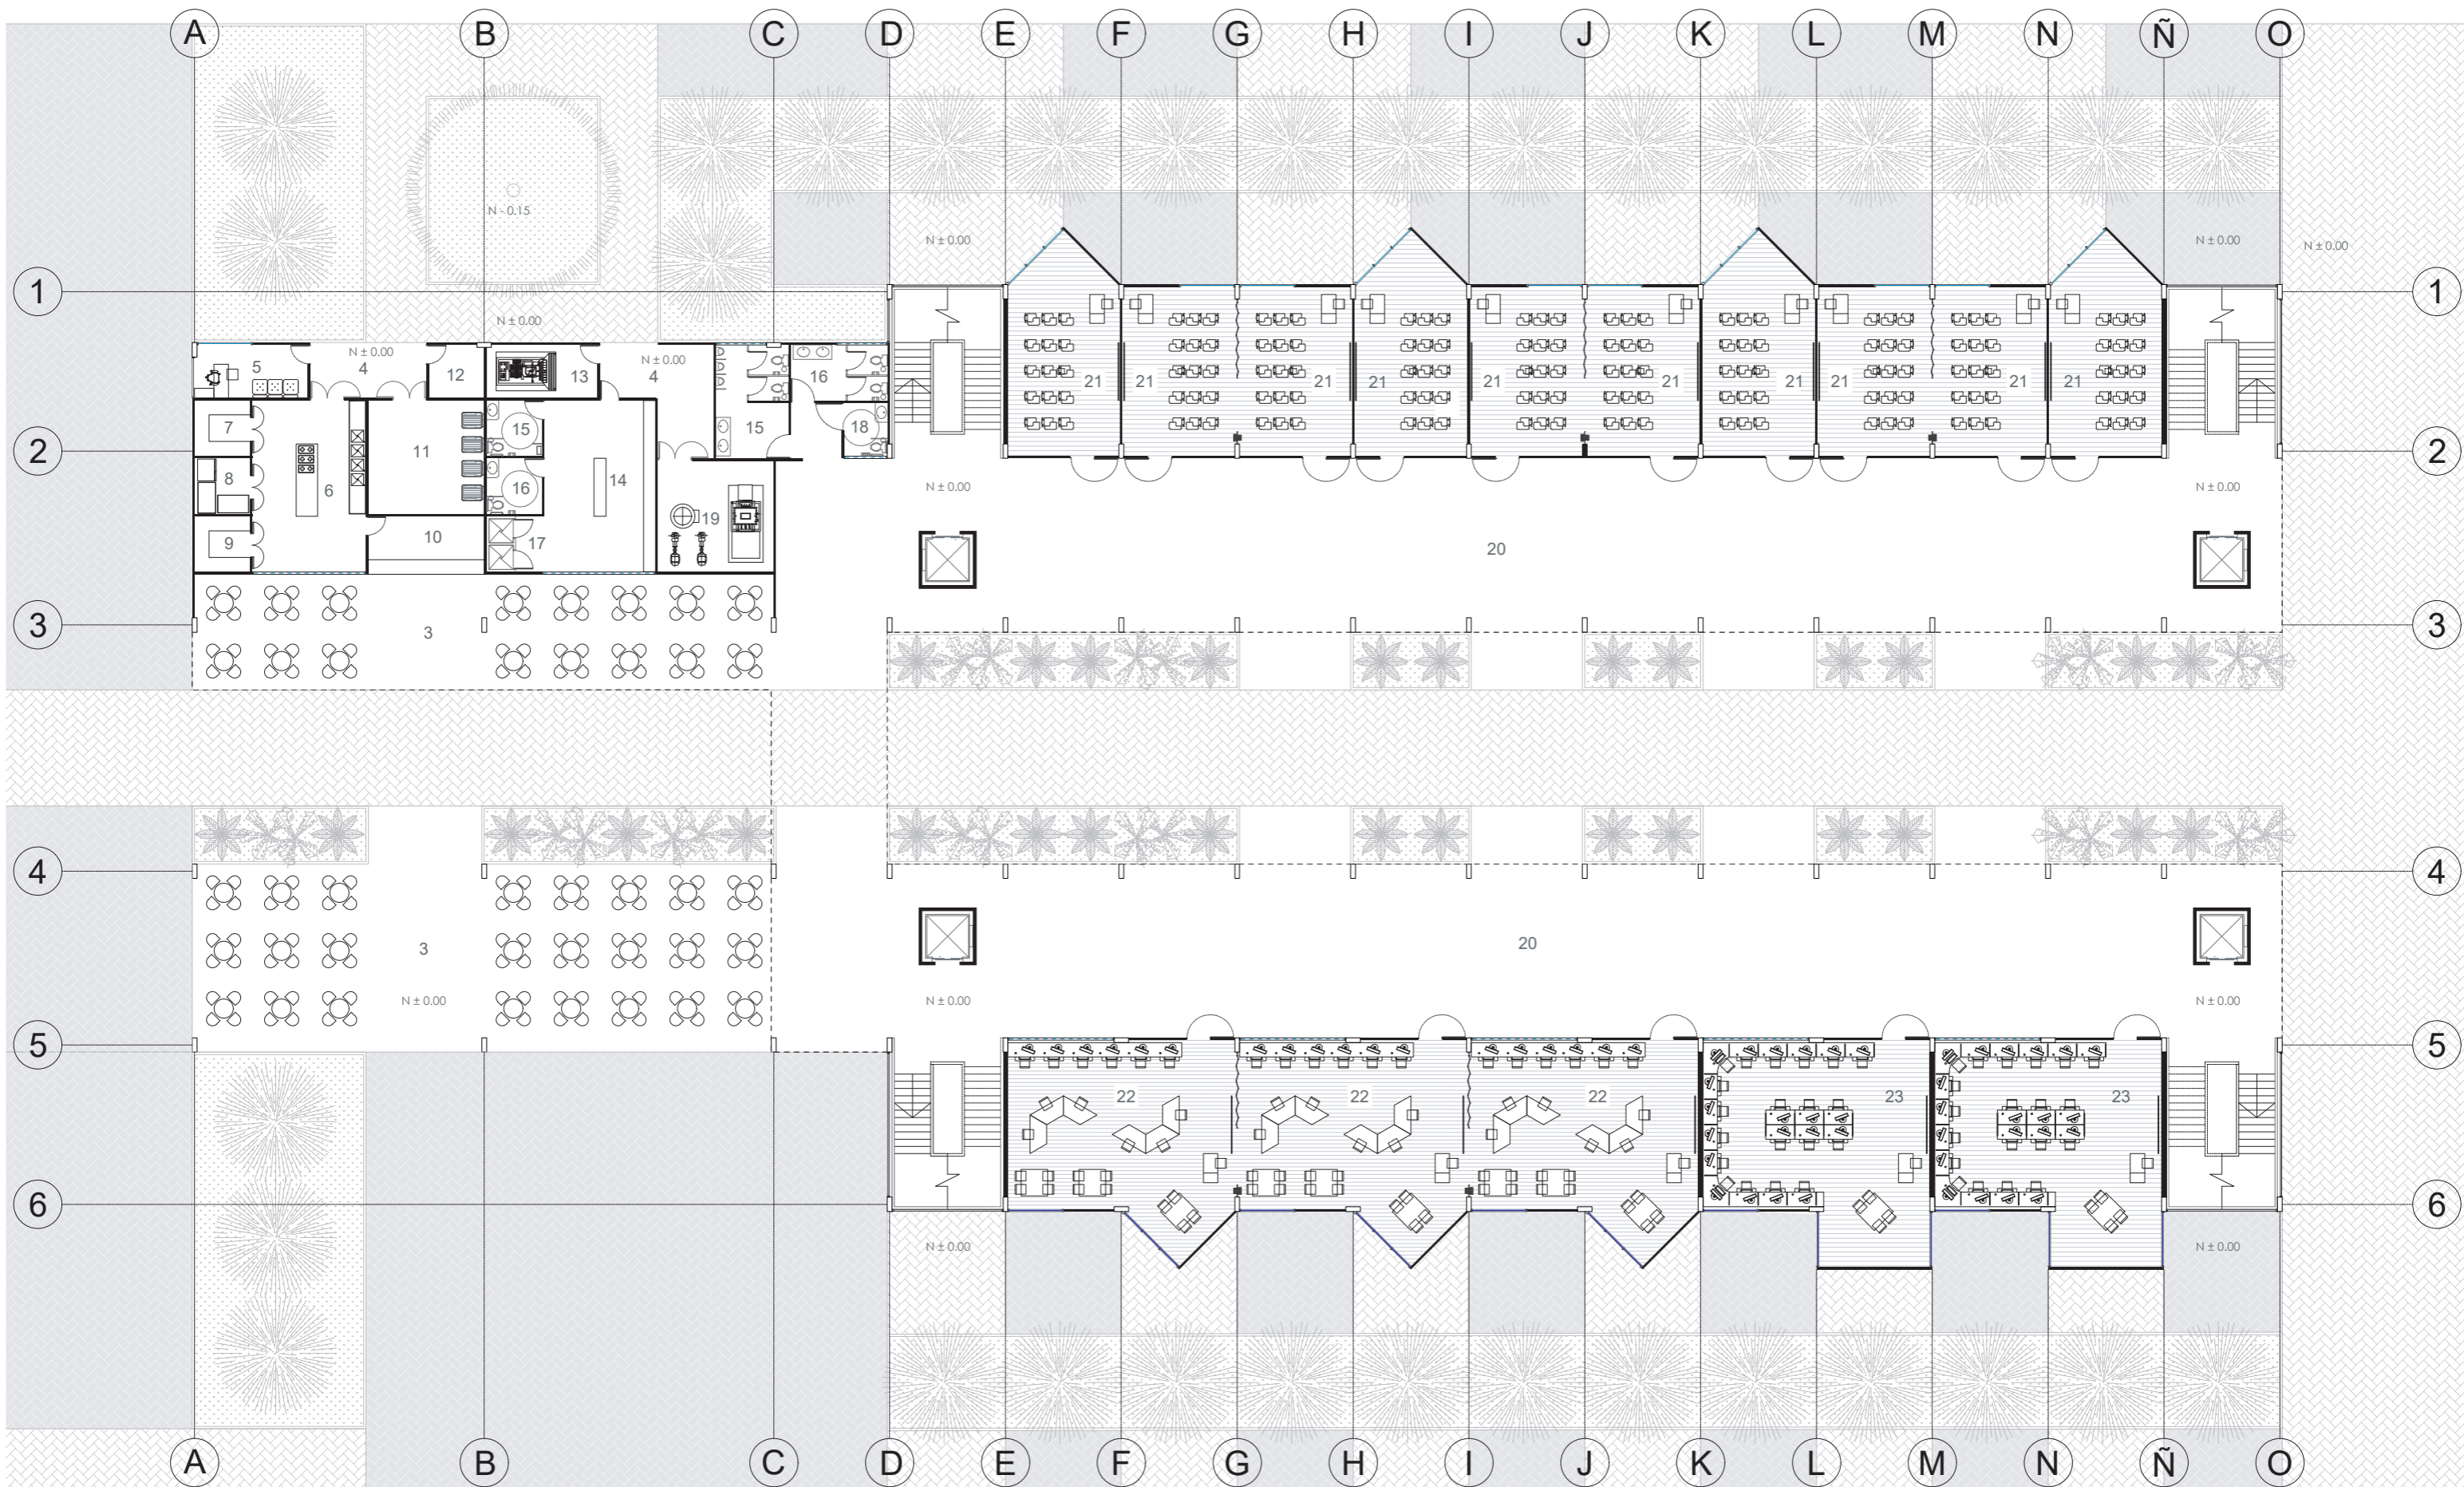 A B C D E F G H I J K L M N Ñ O
N - 0.15
N ± 0.00 N ± 0.00 N ± 0.00
1 1
N ± 0.00
N ± 0.00 N ± 0.00
5 4 12 13 4 16
21 21 21 21 21 21 21 21 21 21
7 11 15 15 18
2 2
8 6 16 14
N ± 0.00 N ± 0.00
19
9 10 17 20
3 3 3
4 4
3 20
N ± 0.00 N ± 0.00 N ± 0.00
5 5
22 22 22 23 23
6 6
N ± 0.00 N ± 0.00
A B C D E F G H I J K L M N Ñ O